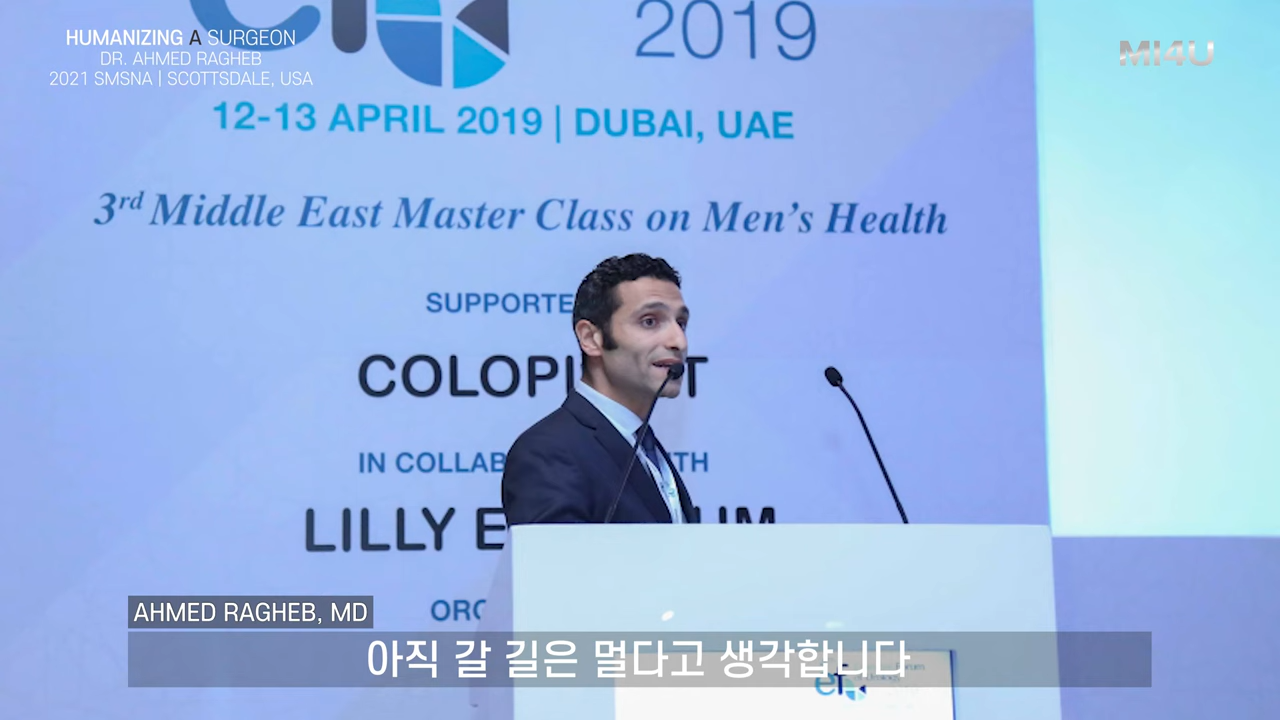 HUMANIZING A SURGEON
DR. AHMED RAGHEB
2021 SMSNA | SCOTTSDALE, USA
MI4U
2019
12-13 APRIL 2019 | DUBAI, UAE
3rd Middle East Master Class on Men's Health
SUPPORTE
COLOPL T
IN COLLAB TH
LILLY E UM
ORG
AHMED RAGHEB, MD
아직 갈 길은 멀다고 생각합니다